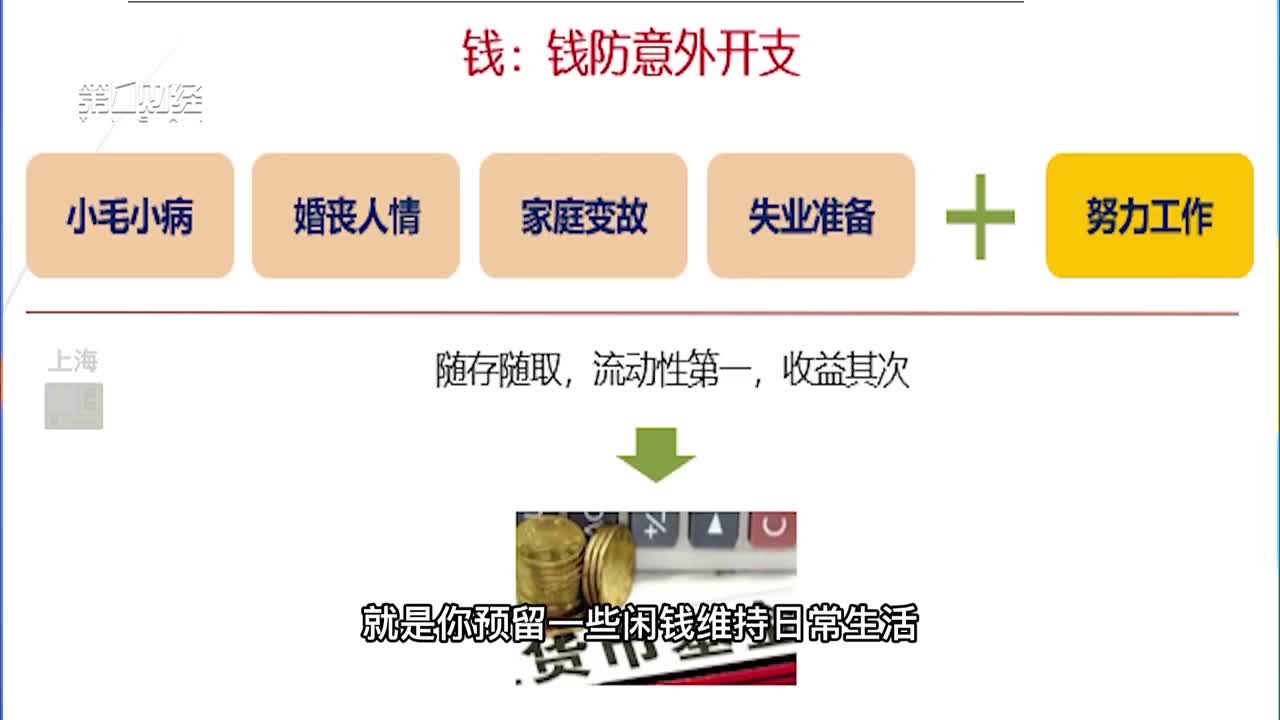 钱：钱防意外开支
第一财经
小毛小病
婚丧人情
家庭变故
失业准备
+
努力工作
上海
随存随取，流动性第一，收益其次
+/-
C
就是你预留一些闲钱维持日常生活
货币基金